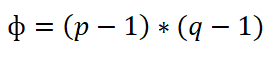 ф = (p − 1) ∗ (q − 1)